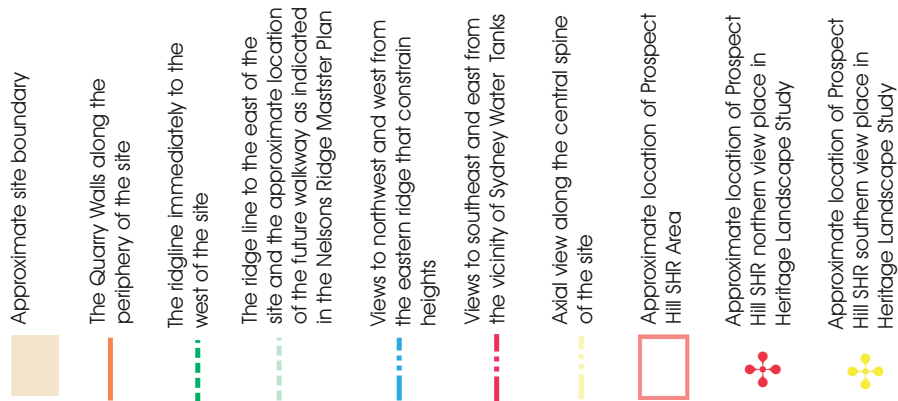 Approximate site boundary
The Quarry Walls along the
periphery of the site
The ridgline immediately to the
west of the site
The ridge line to the east of the
site and the approximate location
of the future walkway as indicated
in the Nelsons Ridge Mastster Plan
Views to northwest and west from
the eastern ridge that constrain
heights
Views to southeast and east from
the vicinity of Sydney Water Tanks
Axial view along the central spine
of the site
Approximate location of Prospect
Hill SHR Area
Approximate location of Prospect
Hill SHR northern view place in
Heritage Landscape Study
Approximate location of Prospect
Hill SHR southern view place in
Heritage Landscape Study